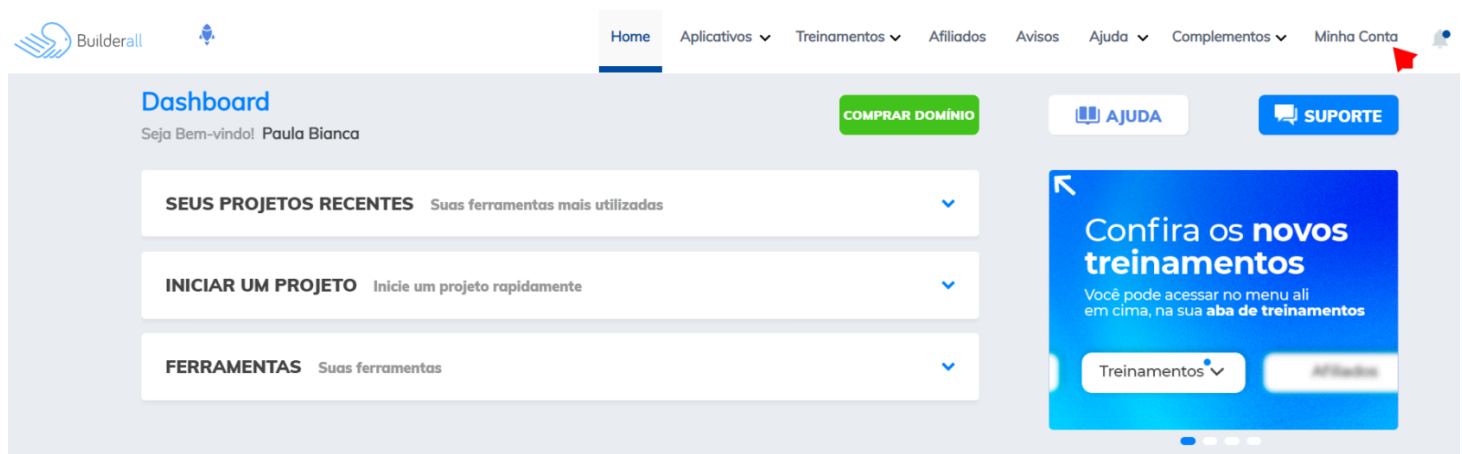 Builderall
Home Aplicativos Treinamentos Afiliados Avisos Ajuda Complementos Minha Conta
Dashboard
Seja Bem-vindo! Paula Bianca
COMPRAR DOMÍNIO
AJUDA
SUPORTE
SEUS PROJETOS RECENTES Suas ferramentas mais utilizadas
INICIAR UM PROJETO Inicie um projeto rapidamente
FERRAMENTAS Suas ferramentas
Confira os novos
treinamentos
Você pode acessar no menu ali
em cima, na sua aba de treinamentos
Treinamentos
Afiliados